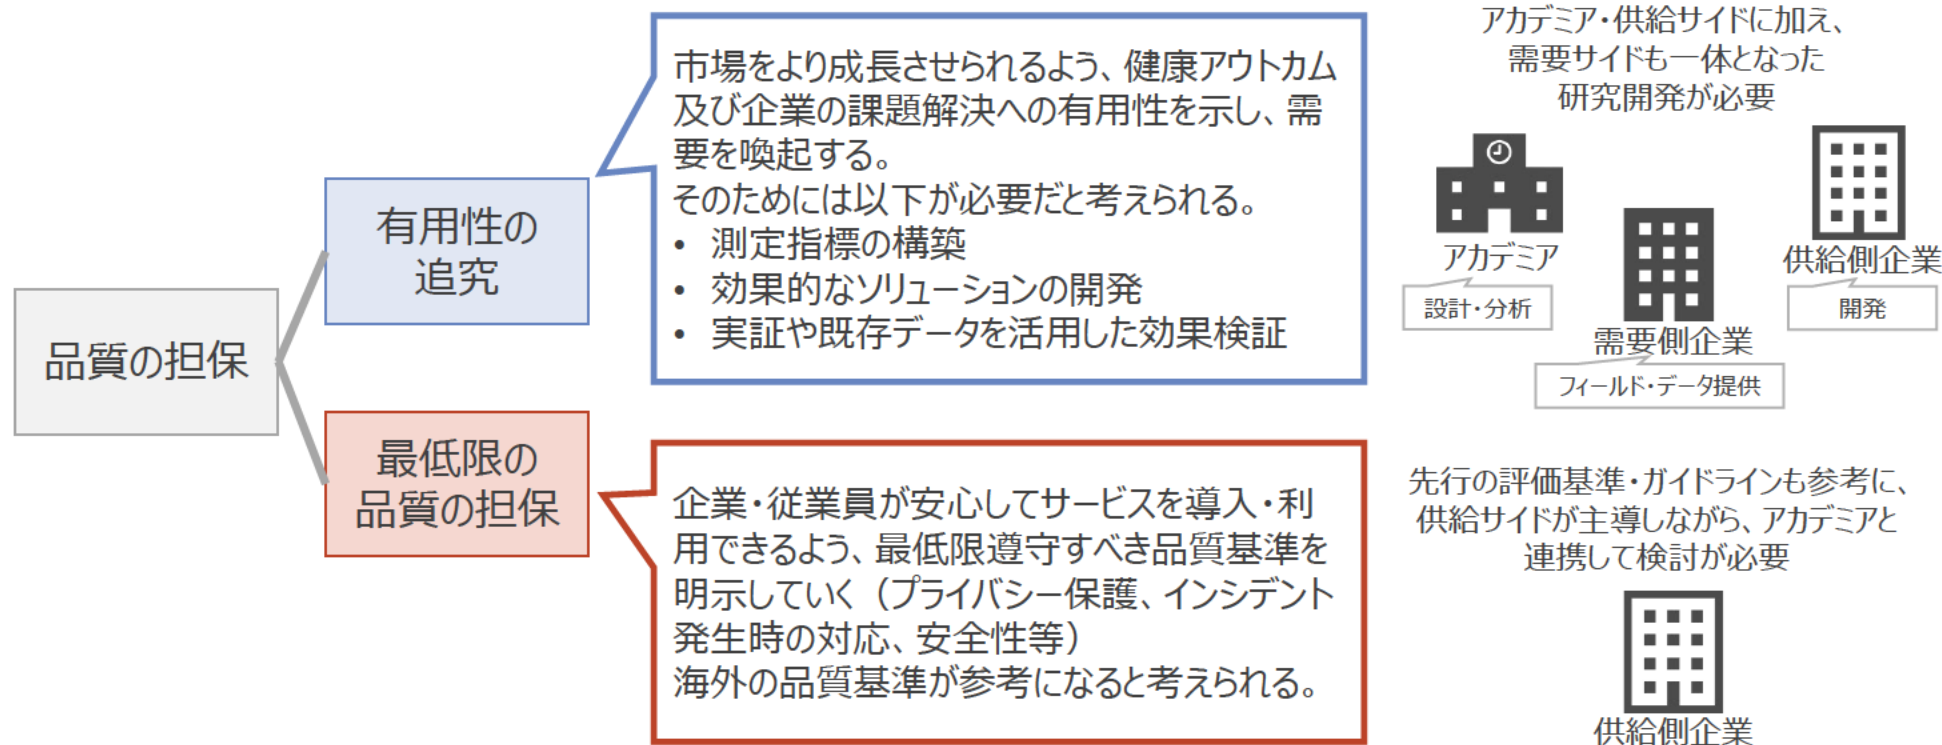 品質の担保
有用性の
追究
市場をより成長させられるよう、健康アウトカム
及び企業の課題解決への有用性を示し、需
要を喚起する。
そのためには以下が必要だと考えられる。
• 測定指標の構築
• 効果的なソリューションの開発
• 実証や既存データを活用した効果検証
アカデミア・供給サイドに加え、
需要サイドも一体となった
研究開発が必要
アカデミア
設計・分析
需要側企業
フィールド・データ提供
供給側企業
開発
最低限の
品質の担保
企業・従業員が安心してサービスを導入・利
用できるよう、最低限遵守すべき品質基準を
明示していく（プライバシー保護、インシデント
発生時の対応、安全性等）
海外の品質基準が参考になると考えられる。
先行の評価基準・ガイドラインも参考に、
供給サイドが主導しながら、アカデミアと
連携して検討が必要
供給側企業